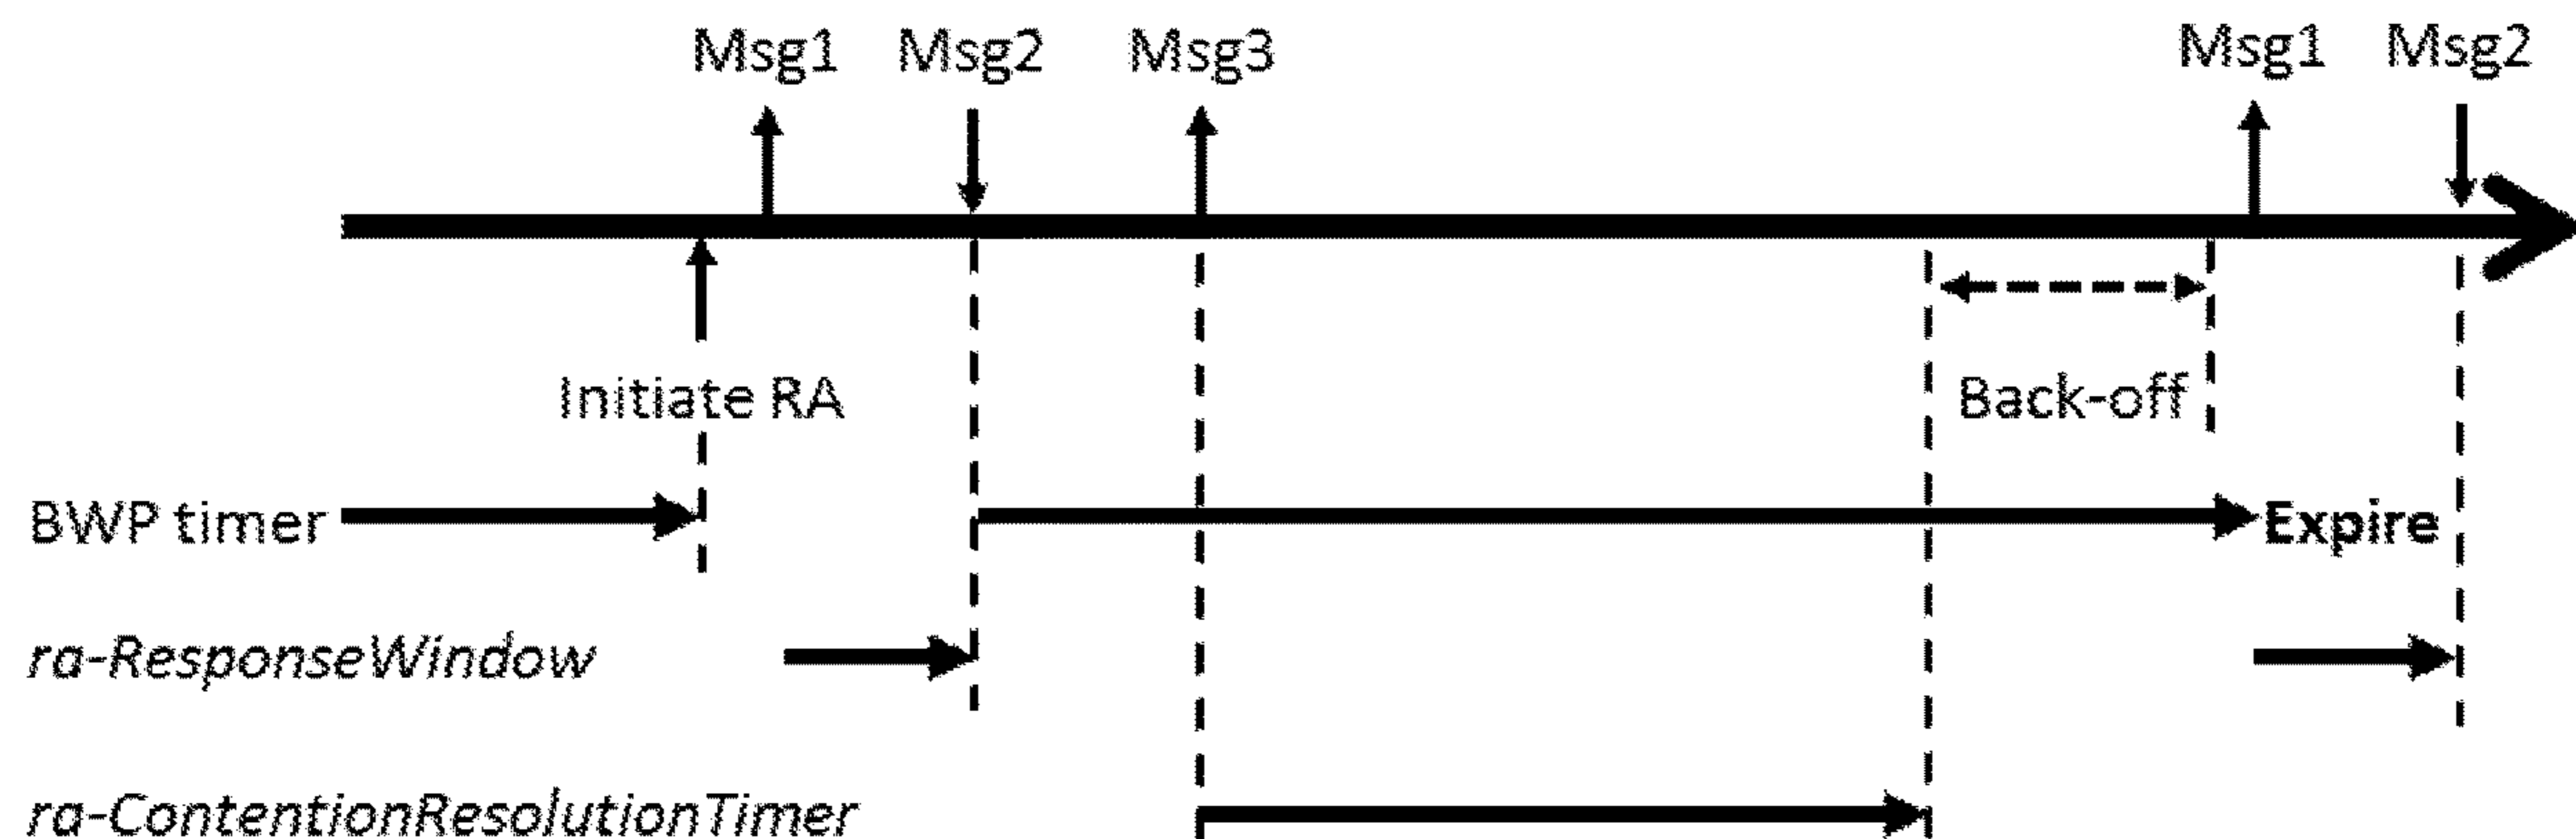 Msg1 Msg2 Msg3 Msg1 Msg2
Initiate RA
Back-off
BWP timer
Expire
ra-ResponseWindow
ra-ContentionResolutionTimer